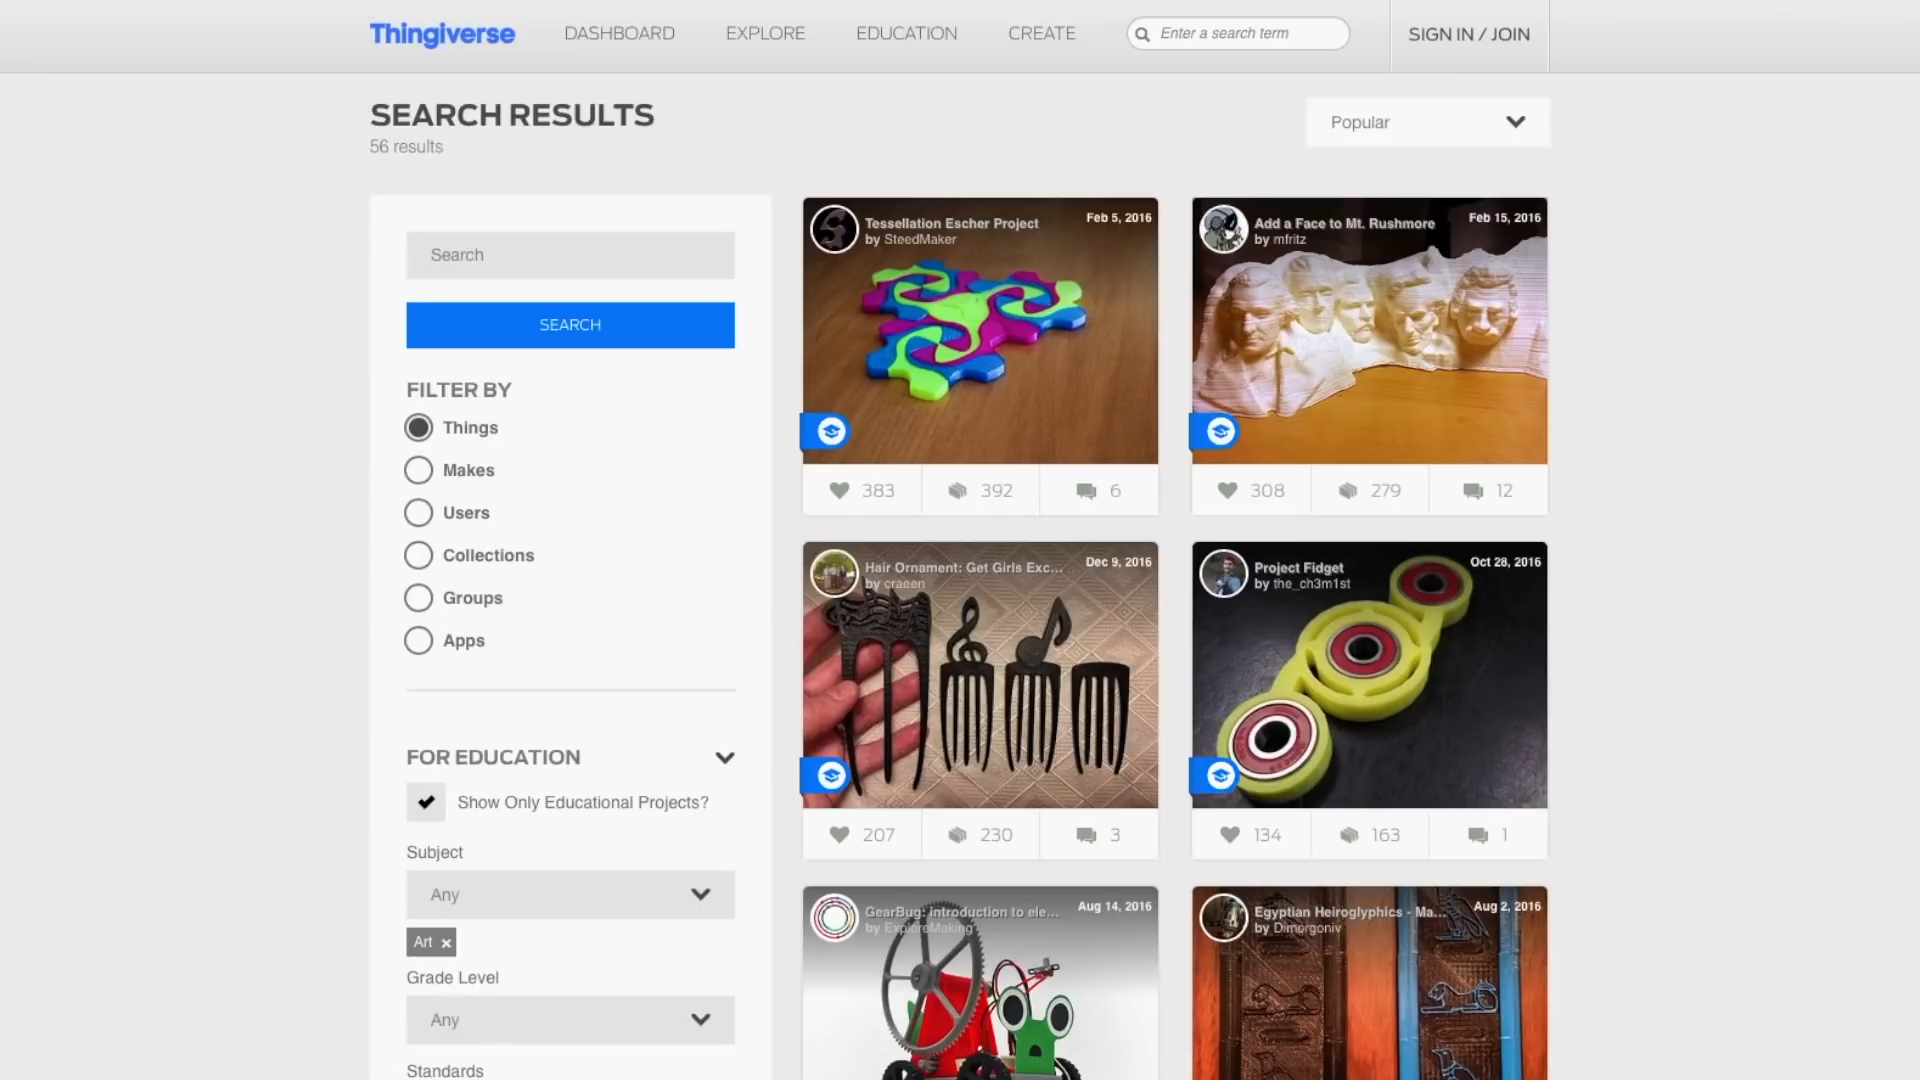 Thingiverse
DASHBOARD
EXPLORE
EDUCATION
CREATE
Enter a search term
SIGN IN / JOIN
SEARCH RESULTS
56 results
Popular
Search
SEARCH
FILTER BY
Things
Makes
Users
Collections
Groups
Apps
FOR EDUCATION
Show Only Educational Projects?
Subject
Any
Art ×
Grade Level
Any
Standards
Tessellation Escher Project
by SteedMaker
Feb 5, 2016
383
392
6
Add a Face to Mt. Rushmore
by mfritz
Feb 15, 2016
308
279
12
Hair Ornament: Get Girls Exc...
by craeen
Dec 9, 2016
207
230
3
Project Fidget
by the_ch3m1st
Oct 28, 2016
134
163
1
GearBug: introduction to ele...
by ExploreMaking
Aug 14, 2016
Egyptian Heiroglyphics - Ma...
by Dimorgoniv
Aug 2, 2016